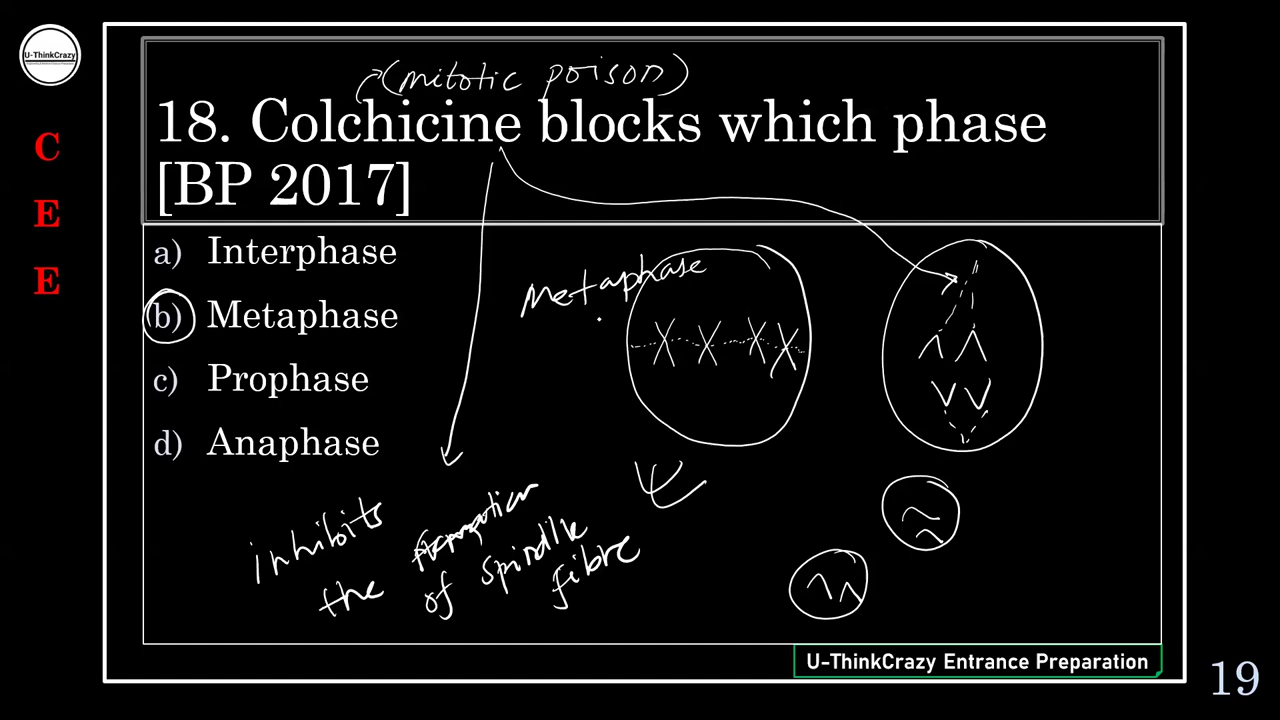 U-ThinkCrazy
C
E
E
(mitotic poison)
18. Colchicine blocks which phase
[BP 2017]
a) Interphase
b) Metaphase
c) Prophase
d) Anaphase
Metaphase
inhibits
the formation
of spindle
fibre
U-ThinkCrazy Entrance Preparation
19